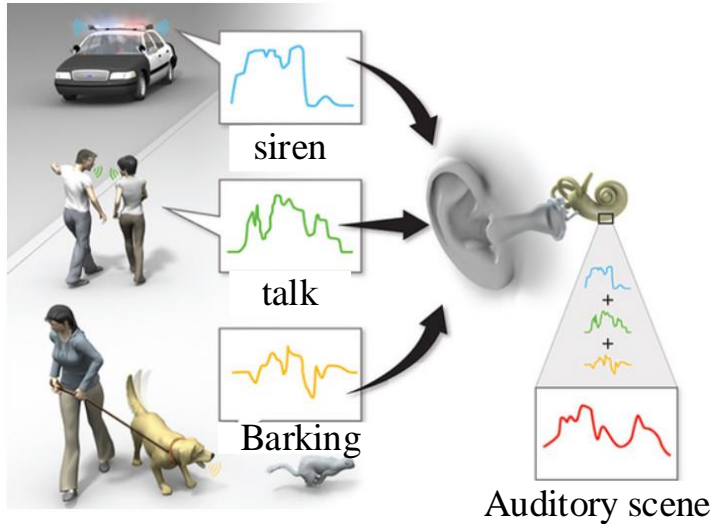 siren
talk
Barking
+
+
Auditory scene